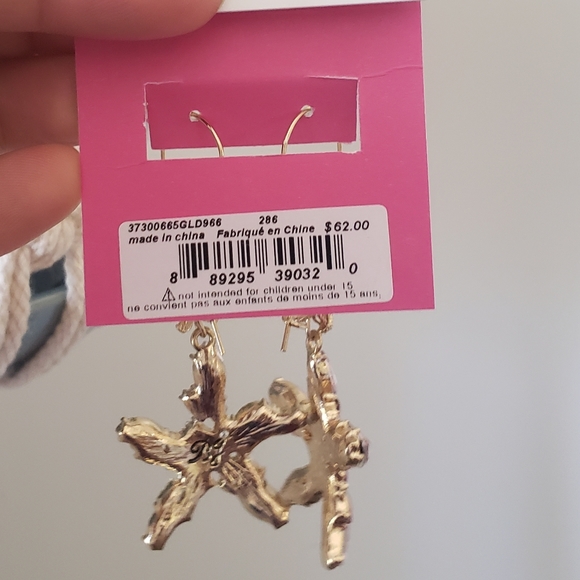 37300665GLD966 286
made in china Fabriqué en Chine $62.00
8 89295 39032 0
not intended for children under 15
ne convient pas aux enfants de moins de 15 ans.